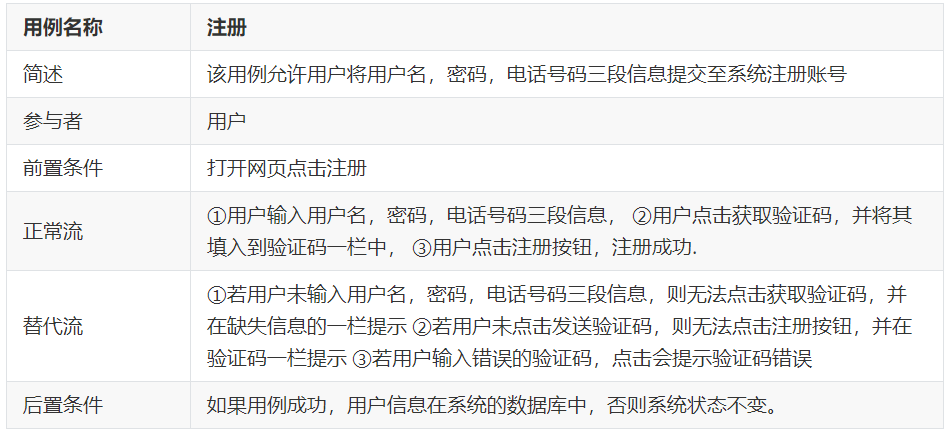 用例名称 注册
简述 该用例允许用户将用户名，密码，电话号码三段信息提交至系统注册账号
参与者 用户
前置条件 打开网页点击注册
正常流 ①用户输入用户名，密码，电话号码三段信息， ②用户点击获取验证码，并将其
填入到验证码一栏中， ③用户点击注册按钮，注册成功.
替代流 ①若用户未输入用户名，密码，电话号码三段信息，则无法点击获取验证码，并
在缺失信息的一栏提示 ②若用户未点击发送验证码，则无法点击注册按钮，并在
验证码一栏提示 ③若用户输入错误的验证码，点击会提示验证码错误
后置条件 如果用例成功，用户信息在系统的数据库中，否则系统状态不变。